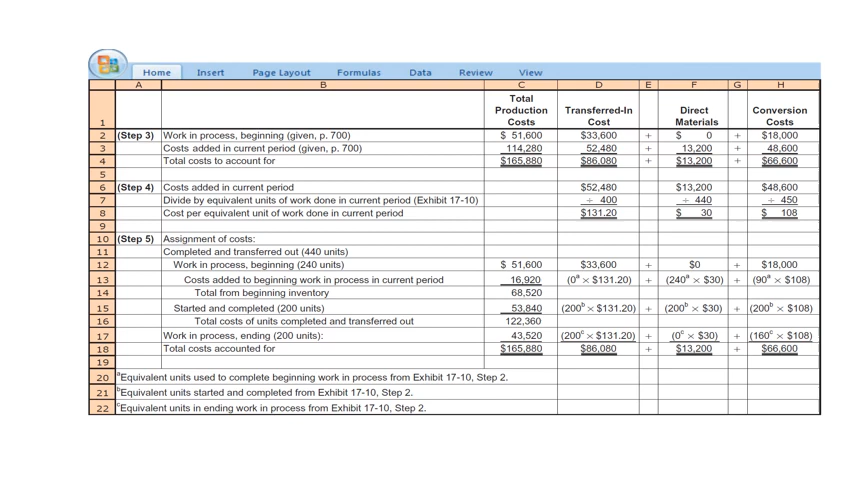 Home Insert Page Layout Formulas Data Review View
A B C D E F G H
Total
Production Transferred-In Direct Conversion
1 Costs Cost Materials Costs
2 (Step 3) Work in process, beginning (given, p. 700) $ 51,600 $33,600 + $ 0 + $18,000
3 Costs added in current period (given, p. 700) 114,280 52,480 + 13,200 + 48,600
4 Total costs to account for $165,880 $86,080 + $13,200 + $66,600
5
6 (Step 4) Costs added in current period $52,480 $13,200 $48,600
7 Divide by equivalent units of work done in current period (Exhibit 17-10) ÷ 400 ÷ 440 ÷ 450
8 Cost per equivalent unit of work done in current period $131.20 $ 30 $ 108
9
10 (Step 5) Assignment of costs:
11 Completed and transferred out (440 units)
12 Work in process, beginning (240 units) $ 51,600 $33,600 + $0 + $18,000
13 Costs added to beginning work in process in current period 16,920 (0ᵃ × $131.20) + (240ᵃ × $30) + (90ᵃ × $108)
14 Total from beginning inventory 68,520
15 Started and completed (200 units) 53,840 (200ᵇ × $131.20) + (200ᵇ × $30) + (200ᵇ × $108)
16 Total costs of units completed and transferred out 122,360
17 Work in process, ending (200 units): 43,520 (200ᶜ × $131.20) + (0ᶜ × $30) + (160ᶜ × $108)
18 Total costs accounted for $165,880 $86,080 + $13,200 + $66,600
19
20 ᵃEquivalent units used to complete beginning work in process from Exhibit 17-10, Step 2.
21 ᵇEquivalent units started and completed from Exhibit 17-10, Step 2.
22 ᶜEquivalent units in ending work in process from Exhibit 17-10, Step 2.